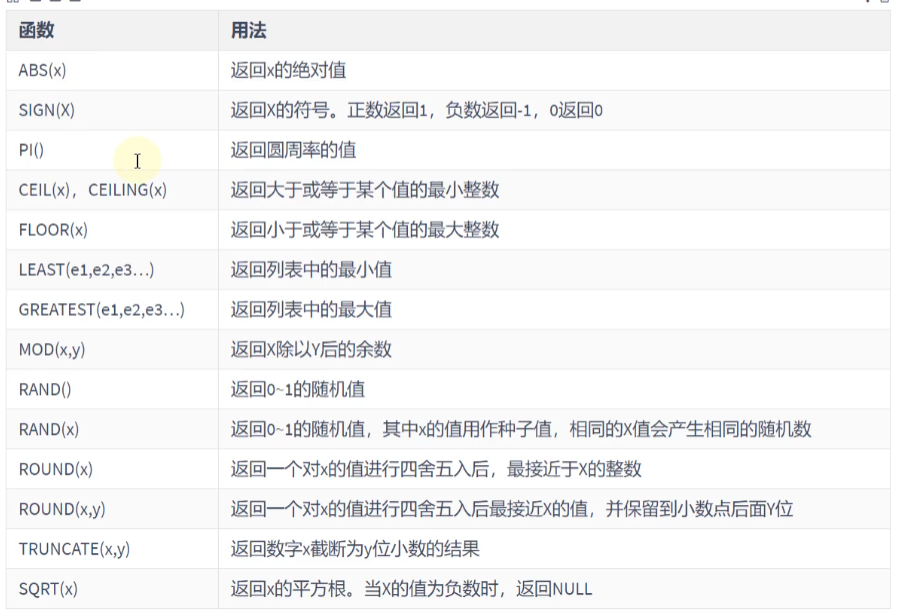 函数 用法
ABS(x) 返回x的绝对值
SIGN(X) 返回X的符号。正数返回1，负数返回-1，0返回0
PI() 返回圆周率的值
CEIL(x)，CEILING(x) 返回大于或等于某个值的最小整数
FLOOR(x) 返回小于或等于某个值的最大整数
LEAST(e1,e2,e3…) 返回列表中的最小值
GREATEST(e1,e2,e3…) 返回列表中的最大值
MOD(x,y) 返回X除以Y后的余数
RAND() 返回0~1的随机值
RAND(x) 返回0~1的随机值，其中x的值用作种子值，相同的X值会产生相同的随机数
ROUND(x) 返回一个对x的值进行四舍五入后，最接近于X的整数
ROUND(x,y) 返回一个对x的值进行四舍五入后最接近X的值，并保留到小数点后面Y位
TRUNCATE(x,y) 返回数字x截断为y位小数的结果
SQRT(x) 返回x的平方根。当X的值为负数时，返回NULL